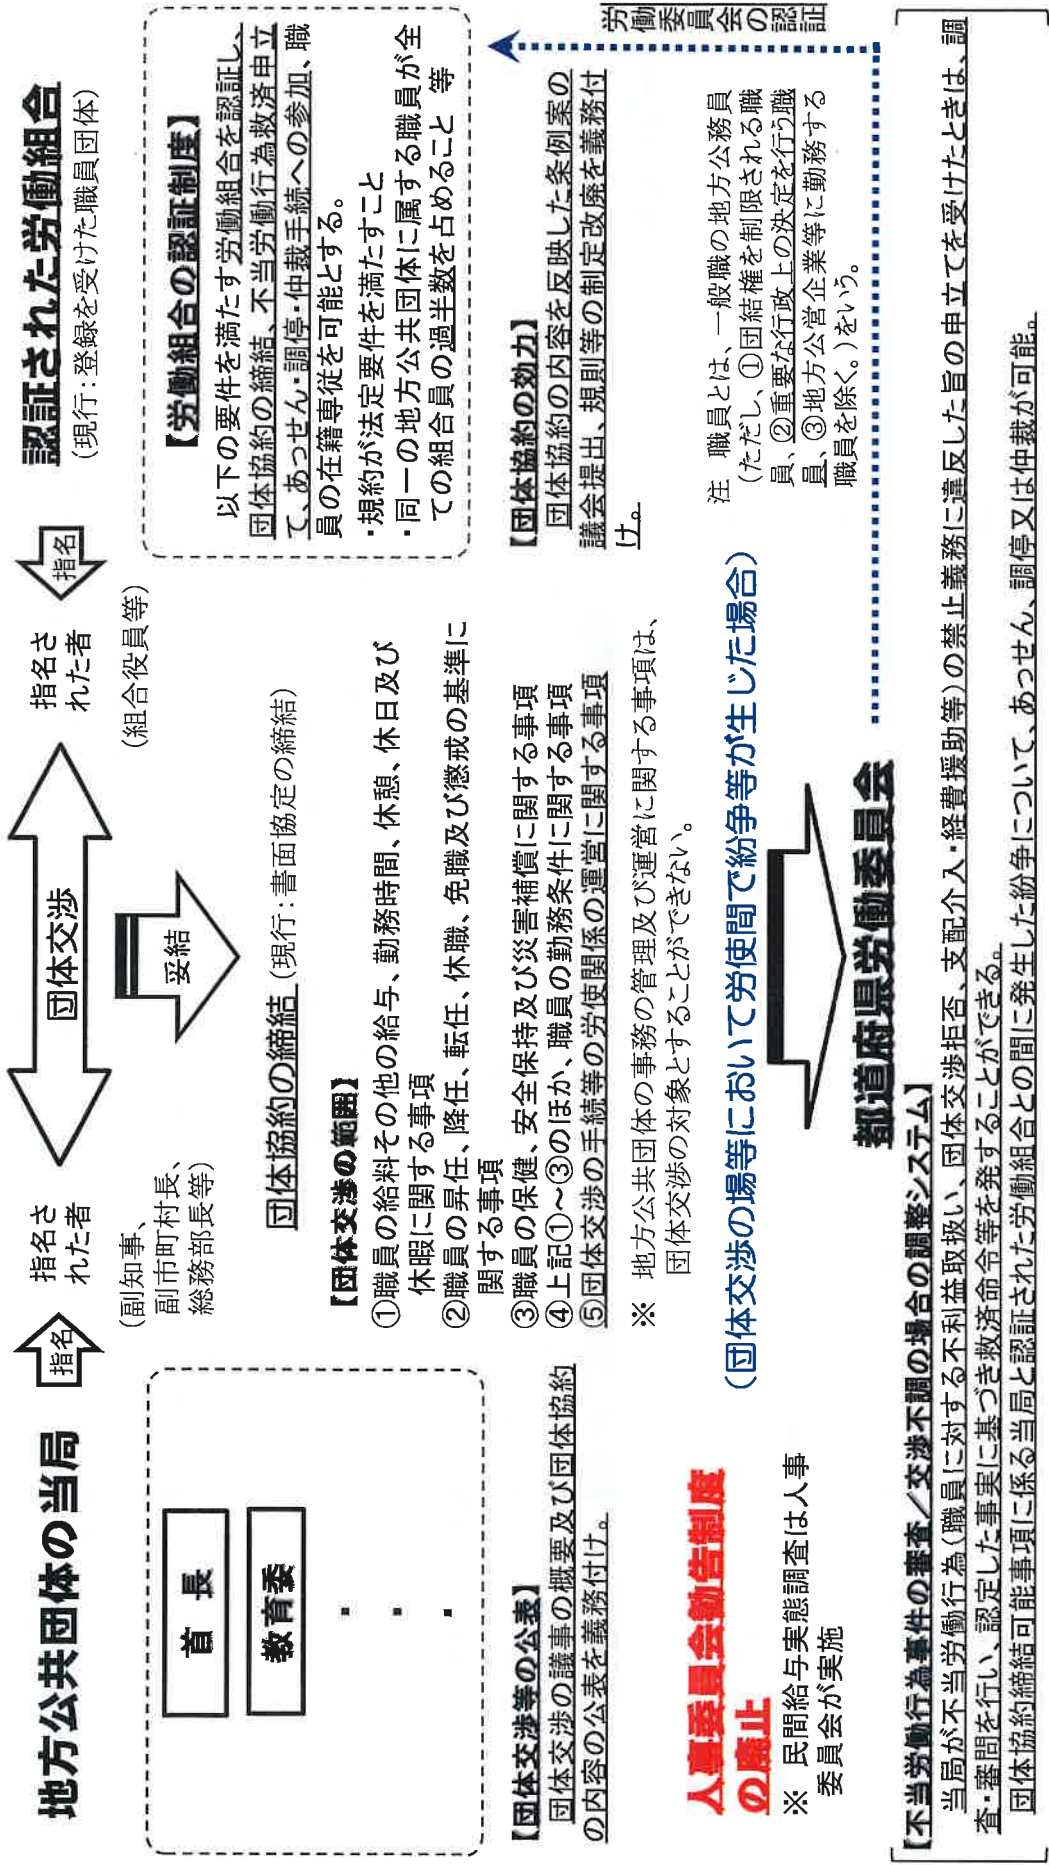 地方公共団体の当局
指名
指名さ
れた者
(副知事、
副市町村長、
総務部長等)
団体交渉
指名さ
れた者
(組合役員等)
指名
認証された労働組合
(現行:登録を受けた職員団体)
首 長
教育委
・
・
・
妥結
団体協約の締結(現行:書面協定の締結)
【労働組合の認証制度】
以下の要件を満たす労働組合を認証し、
団体協約の締結、不当労働行為救済申立
て、あっせん・調停・仲裁手続への参加、職
員の在籍専従を可能とする。
・規約が法定要件を満たすこと
・同一の地方公共団体に属する職員が全
ての組合員の過半数を占めること 等
【団体交渉の範囲】
①職員の給料その他の給与、勤務時間、休憩、休日及び
休暇に関する事項
②職員の昇任、降任、転任、休職、免職及び懲戒の基準に
関する事項
③職員の保健、安全保持及び災害補償に関する事項
④上記①~③のほか、職員の勤務条件に関する事項
⑤団体交渉の手続等の労使関係の運営に関する事項
※ 地方公共団体の事務の管理及び運営に関する事項は、
団体交渉の対象とすることができない。
【団体交渉等の公表】
団体交渉の議事の概要及び団体協約
の内容の公表を義務付け。
【団体協約の効力】
団体協約の内容を反映した条例案の
議会提出、規則等の制定改廃を義務付
け。
人事委員会勧告制度
の廃止
※ 民間給与実態調査は人事
委員会が実施
(団体交渉の場等において労使間で紛争等が生じた場合)
注 職員とは、一般職の地方公務員
(ただし、①団結権を制限される職
員、②重要な行政上の決定を行う職
員、③地方公営企業等に勤務する
職員を除く。)をいう。
労働委員会の認証
都道府県労働委員会
【不当労働行為事件の審査/交渉不調の場合の調整システム】
当局が不当労働行為(職員に対する不利益取扱い、団体交渉拒否、支配介入・経費援助等)の禁止義務に違反した旨の申立てを受けたときは、調
査・審問を行い、認定した事実に基づき救済命令等を発することができる。
団体協約締結可能事項に係る当局と認証された労働組合との間に発生した紛争について、あっせん、調停又は仲裁が可能。